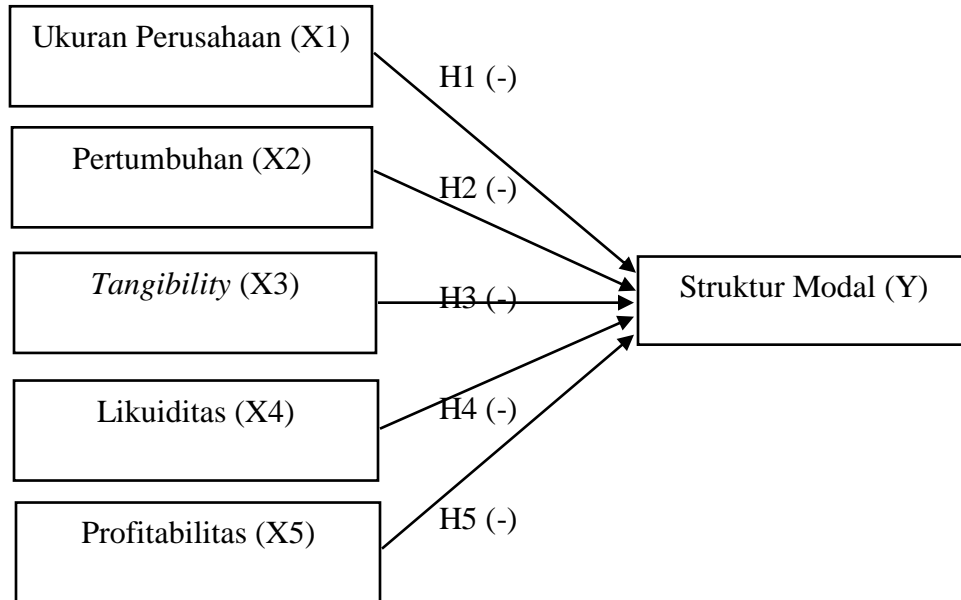 Ukuran Perusahaan (X1)
H1 (-)
Pertumbuhan (X2)
H2 (-)
Tangibility (X3)
H3 (-)
Struktur Modal (Y)
Likuiditas (X4)
H4 (-)
Profitabilitas (X5)
H5 (-)